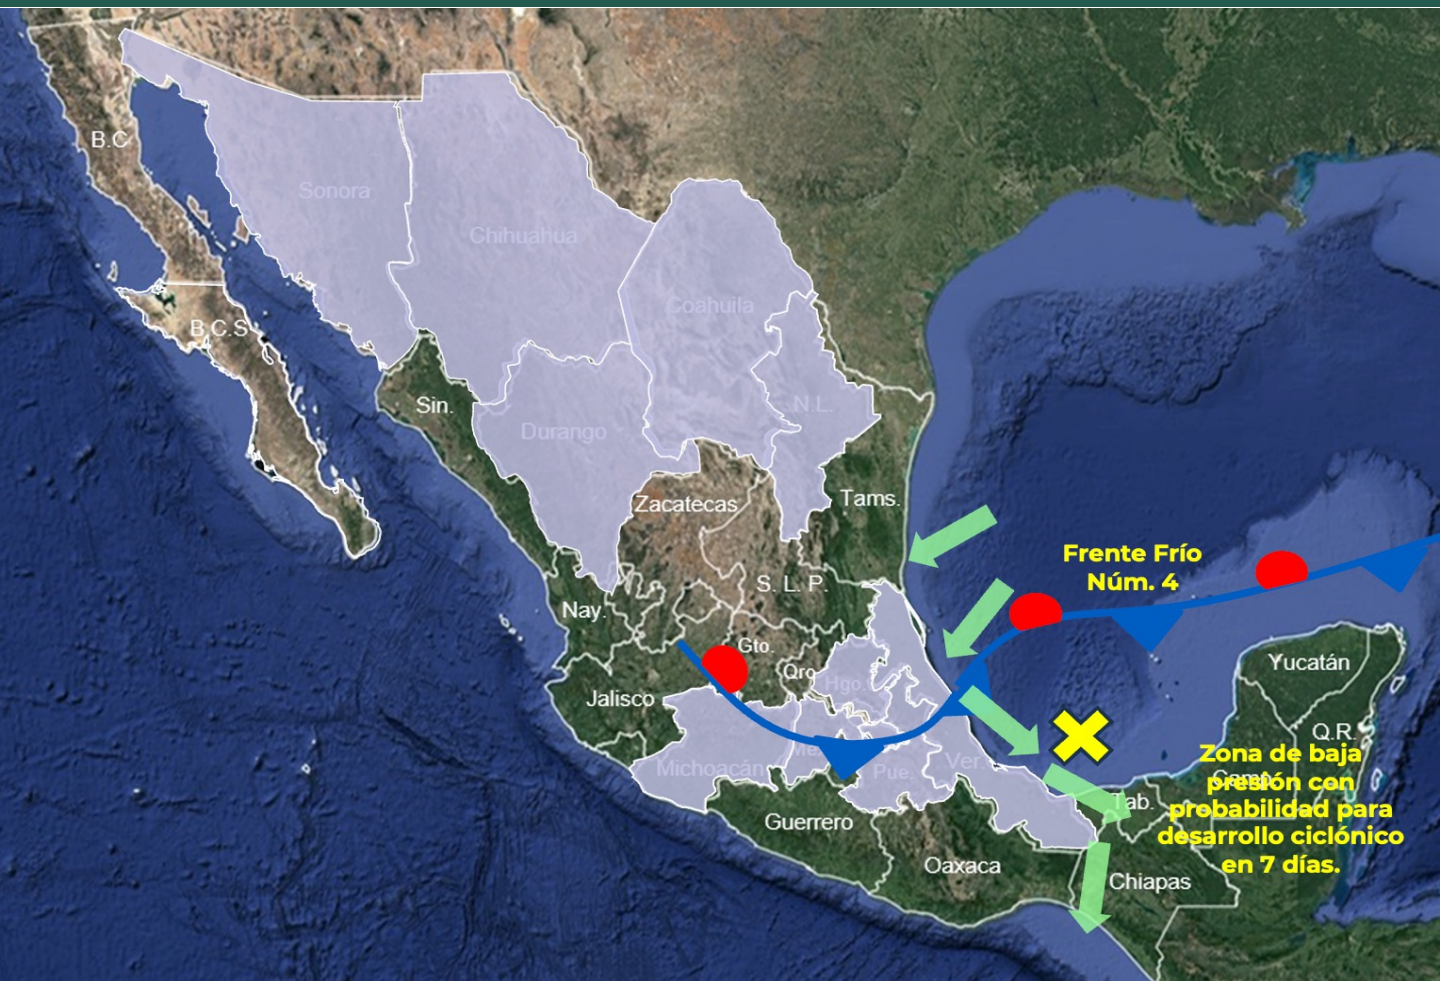 B.C
Sonora
Chihuahua
Coahuila
B.C.S
Sin.
Durango
N.L.
Zacatecas
Tams.
Frente Frío
Núm. 4
S. L. P.
Nay.
Gto.
Qro
Hgo.
Jalisco
Yucatán
Q.R.
Michoacán
Méx.
Pue.
Ver.
Camp.
Zona de baja
presión con
probabilidad para
desarrollo ciclónico
en 7 días.
Tab.
Guerrero
Oaxaca
Chiapas